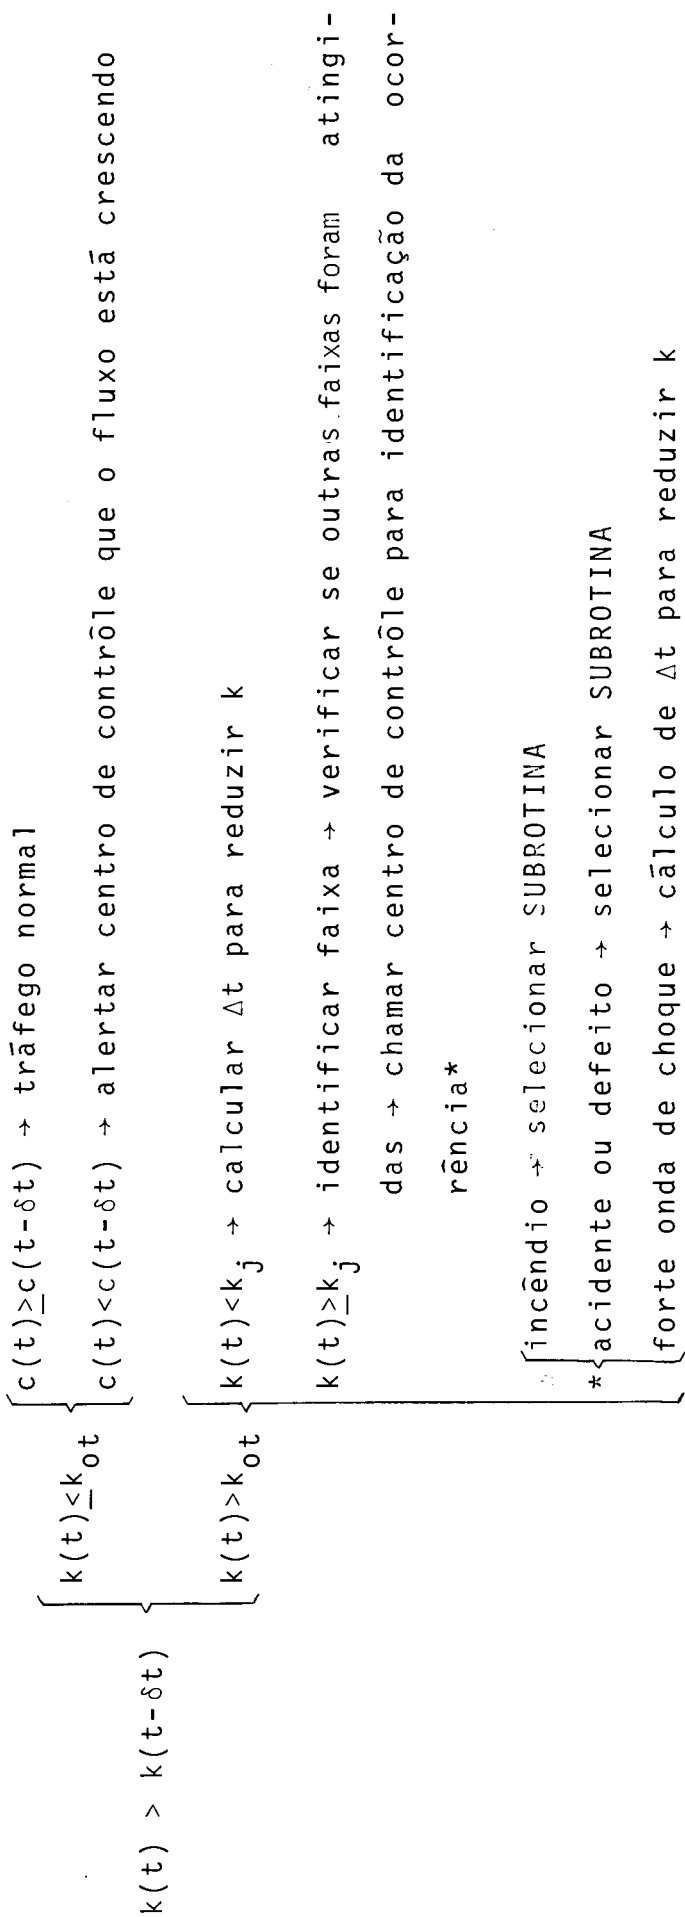 c(t)≥c(t-δt) → tráfego normal
k(t)≤k_ot
c(t)<c(t-δt) → alertar centro de contrôle que o fluxo está crescendo
k(t) > k(t-δt)
k(t)<k_j → calcular Δt para reduzir k
k(t)>k_ot
k(t)≥k_j → identificar faixa → verificar se outras faixas foram atingi-
das → chamar centro de contrôle para identificação da ocor-
rência*
incêndio → selecionar SUBROTINA
* acidente ou defeito → selecionar SUBROTINA
forte onda de choque → cálculo de Δt para reduzir k